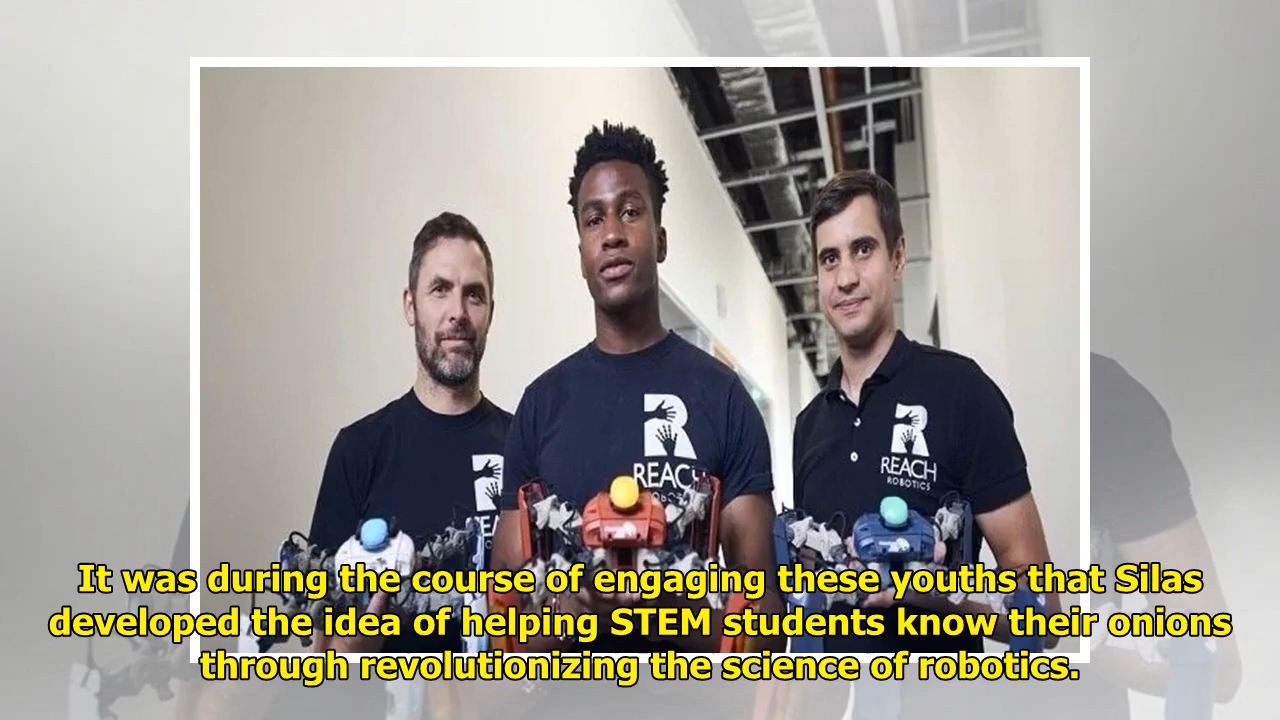 REACH
ROBOTICS
REACH
ROBOTICS
It was during the course of engaging these youths that Silas
developed the idea of helping STEM students know their onions
through revolutionizing the science of robotics.